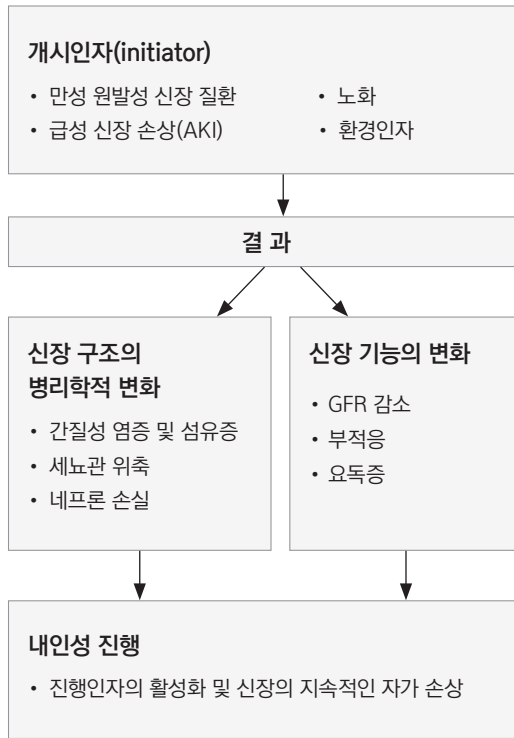 개시인자(initiator)
• 만성 원발성 신장 질환
• 급성 신장 손상(AKI)
• 노화
• 환경인자
결 과
신장 구조의
병리학적 변화
• 간질성 염증 및 섬유증
• 세뇨관 위축
• 네프론 손실
신장 기능의 변화
• GFR 감소
• 부적응
• 요독증
내인성 진행
• 진행인자의 활성화 및 신장의 지속적인 자가 손상